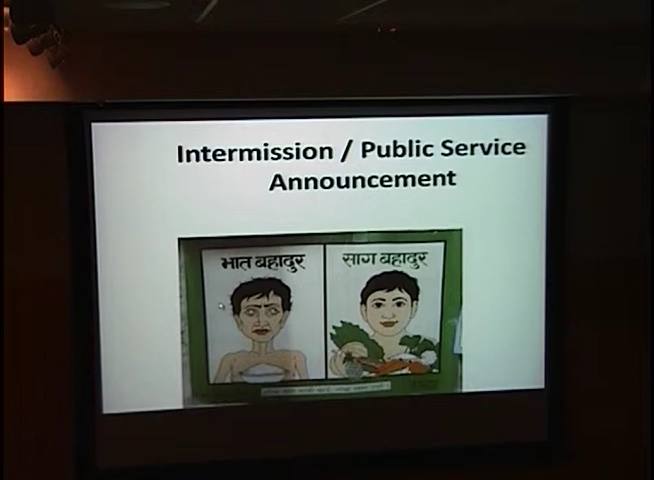 Intermission / Public Service
Announcement
भात बहादुर
साग बहादुर